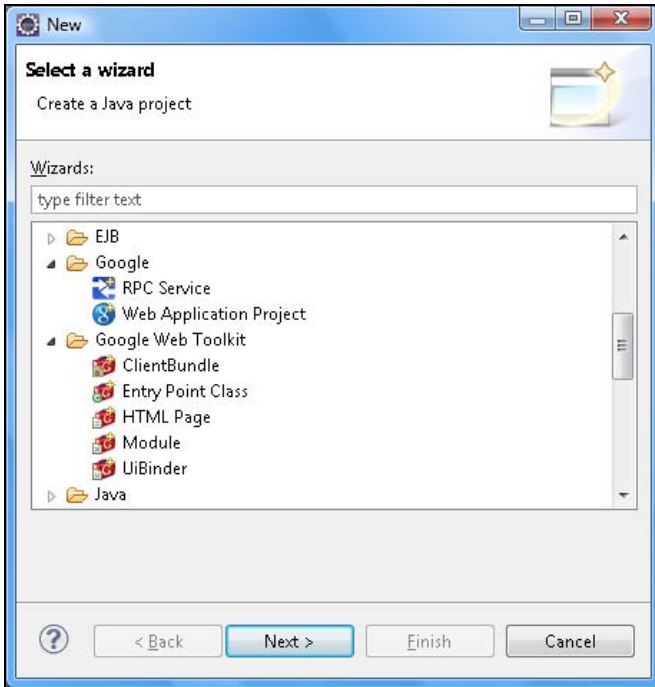 New
Select a wizard
Create a Java project
Wizards:
type filter text
EJB
Google
RPC Service
Web Application Project
Google Web Toolkit
ClientBundle
Entry Point Class
HTML Page
Module
UiBinder
Java
? < Back Next > Finish Cancel